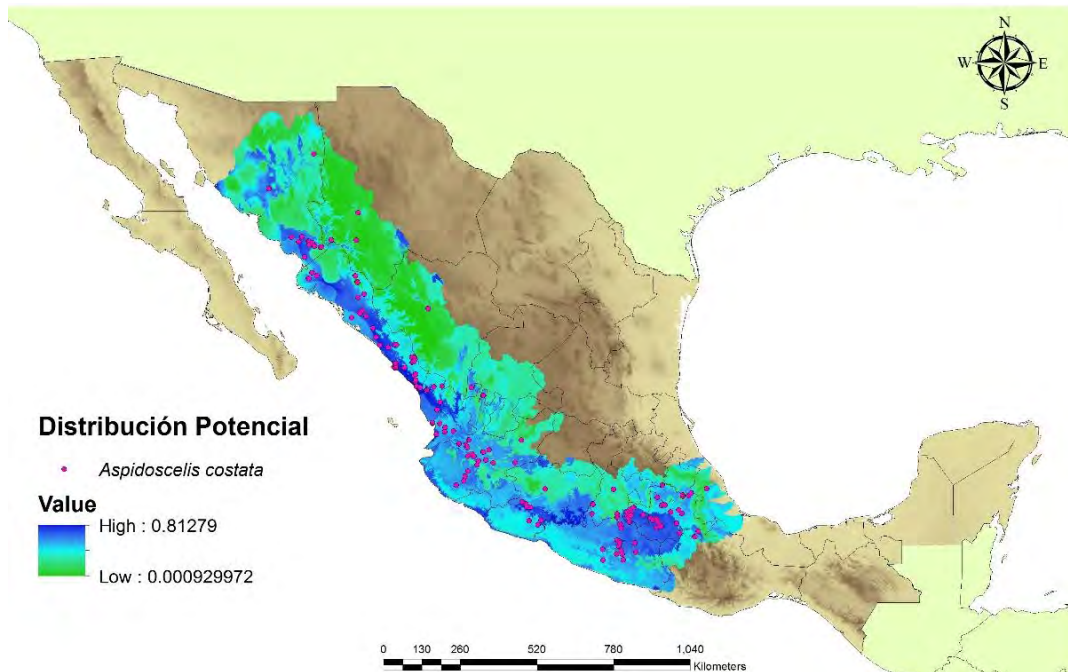 N
W E
S
Distribución Potencial
Aspidoscelis costata
Value
High : 0.81279
Low : 0.000929972
0 130 260 520 780 1,040
Kilometers